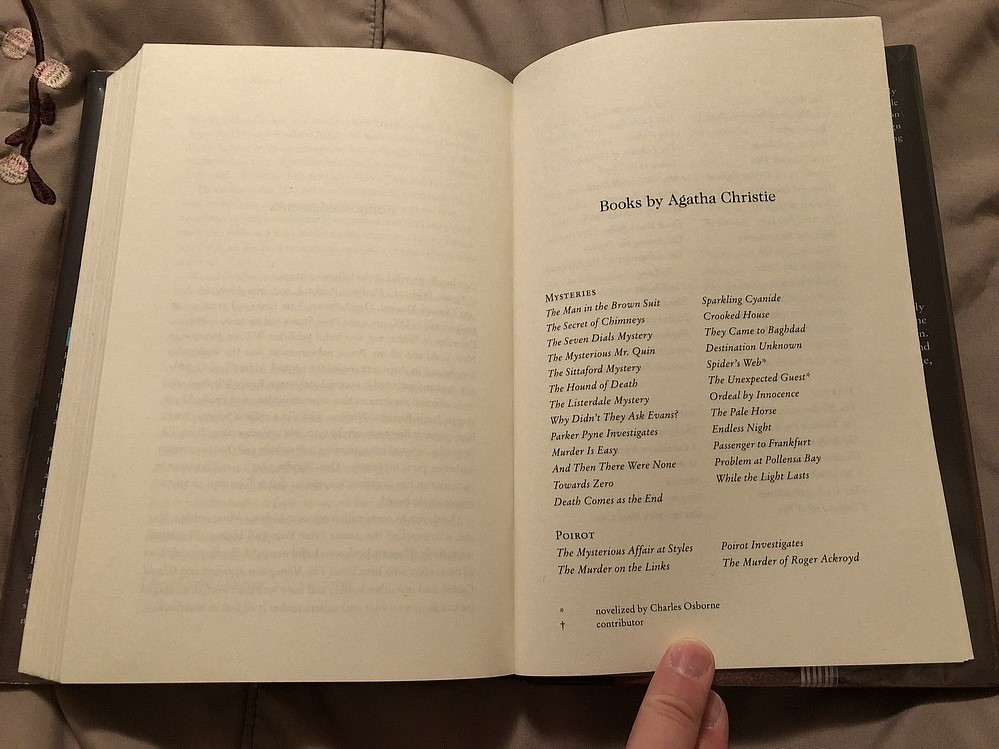 Books by Agatha Christie
MYSTERIES
The Man in the Brown Suit
The Secret of Chimneys
The Seven Dials Mystery
The Mysterious Mr. Quin
The Sittaford Mystery
The Hound of Death
The Listerdale Mystery
Why Didn't They Ask Evans?
Parker Pyne Investigates
Murder Is Easy
And Then There Were None
Towards Zero
Death Comes as the End
Sparkling Cyanide
Crooked House
They Came to Baghdad
Destination Unknown
Spider's Web*
The Unexpected Guest*
Ordeal by Innocence
The Pale Horse
Endless Night
Passenger to Frankfurt
Problem at Pollensa Bay
While the Light Lasts
POIROT
The Mysterious Affair at Styles
The Murder on the Links
Poirot Investigates
The Murder of Roger Ackroyd
* novelized by Charles Osborne
† contributor